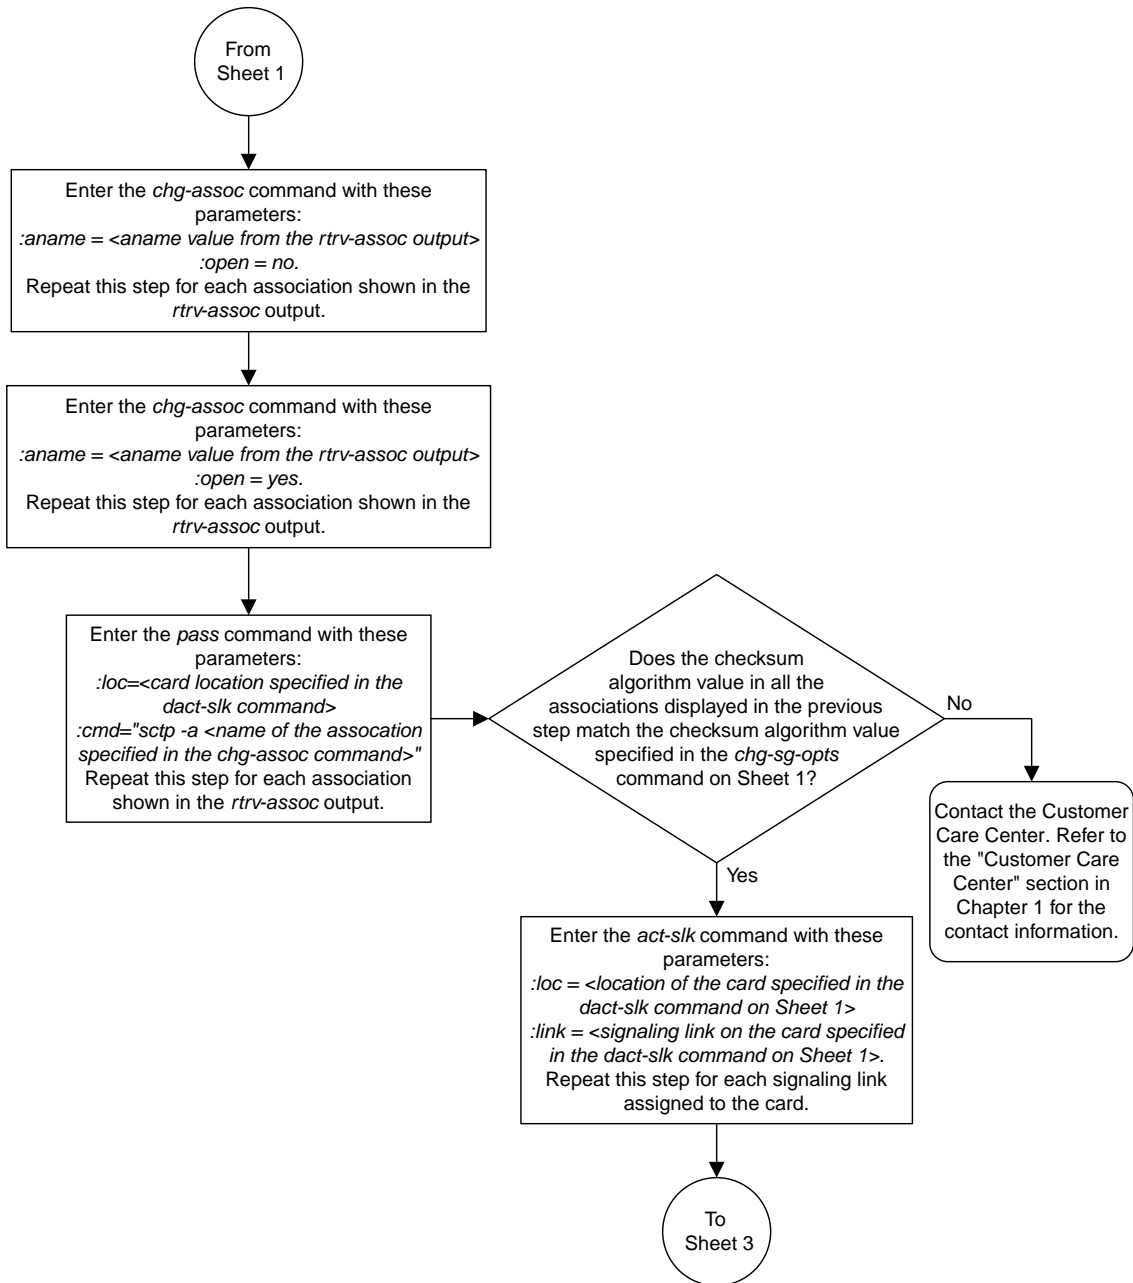 From
Sheet 1
Enter the chg-assoc command with these
parameters:
:aname = <aname value from the rtrv-assoc output>
:open = no.
Repeat this step for each association shown in the
rtrv-assoc output.
Enter the chg-assoc command with these
parameters:
:aname = <aname value from the rtrv-assoc output>
:open = yes.
Repeat this step for each association shown in the
rtrv-assoc output.
Enter the pass command with these
parameters:
:loc=<card location specified in the
dact-slk command>
:cmd="sctp -a <name of the assocation
specified in the chg-assoc command>"
Repeat this step for each association
shown in the rtrv-assoc output.
Does the checksum
algorithm value in all the
associations displayed in the previous
step match the checksum algorithm value
specified in the chg-sg-opts
command on Sheet 1?
No
Contact the Customer
Care Center. Refer to
the "Customer Care
Center" section in
Chapter 1 for the
contact information.
Yes
Enter the act-slk command with these
parameters:
:loc = <location of the card specified in the
dact-slk command on Sheet 1>
:link = <signaling link on the card specified
in the dact-slk command on Sheet 1>.
Repeat this step for each signaling link
assigned to the card.
To
Sheet 3